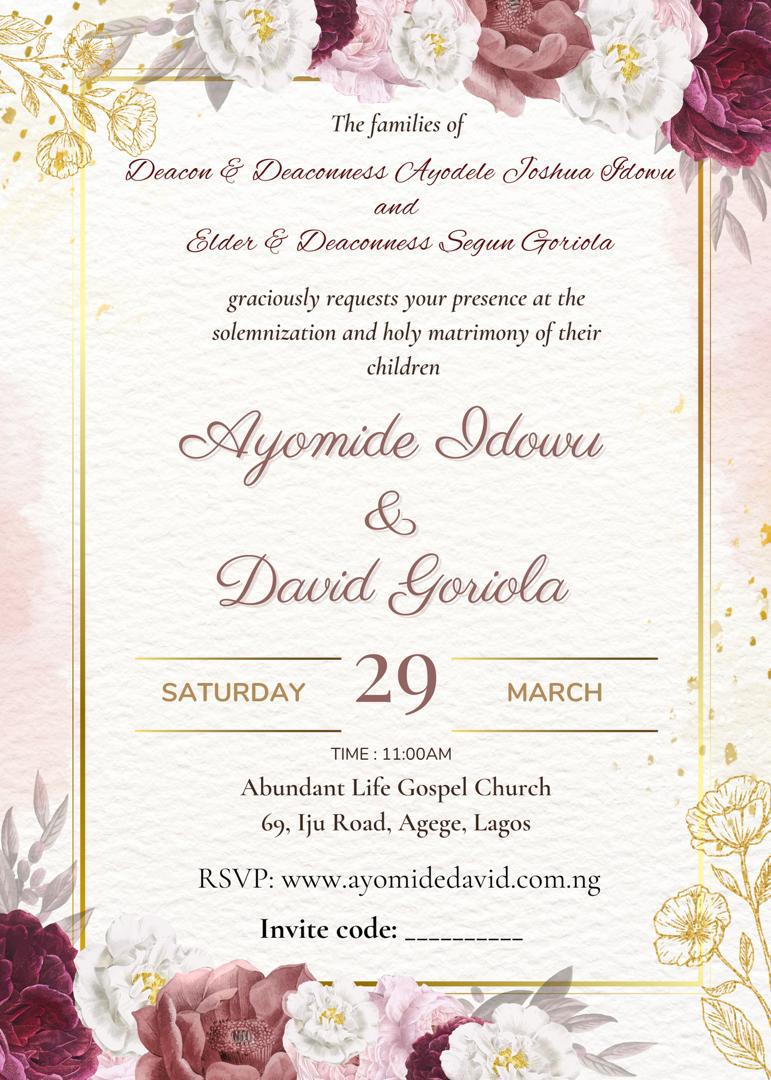 The families of
Deacon & Deaconness Ayodele Joshua Idowu
and
Elder & Deaconness Segun Goriola
graciously requests your presence at the
solemnization and holy matrimony of their
children
Ayomide Idowu
&
David Goriola
SATURDAY 29 MARCH
TIME : 11:00AM
Abundant Life Gospel Church
69, Iju Road, Agege, Lagos
RSVP: www.ayomidedavid.com.ng
Invite code: __________